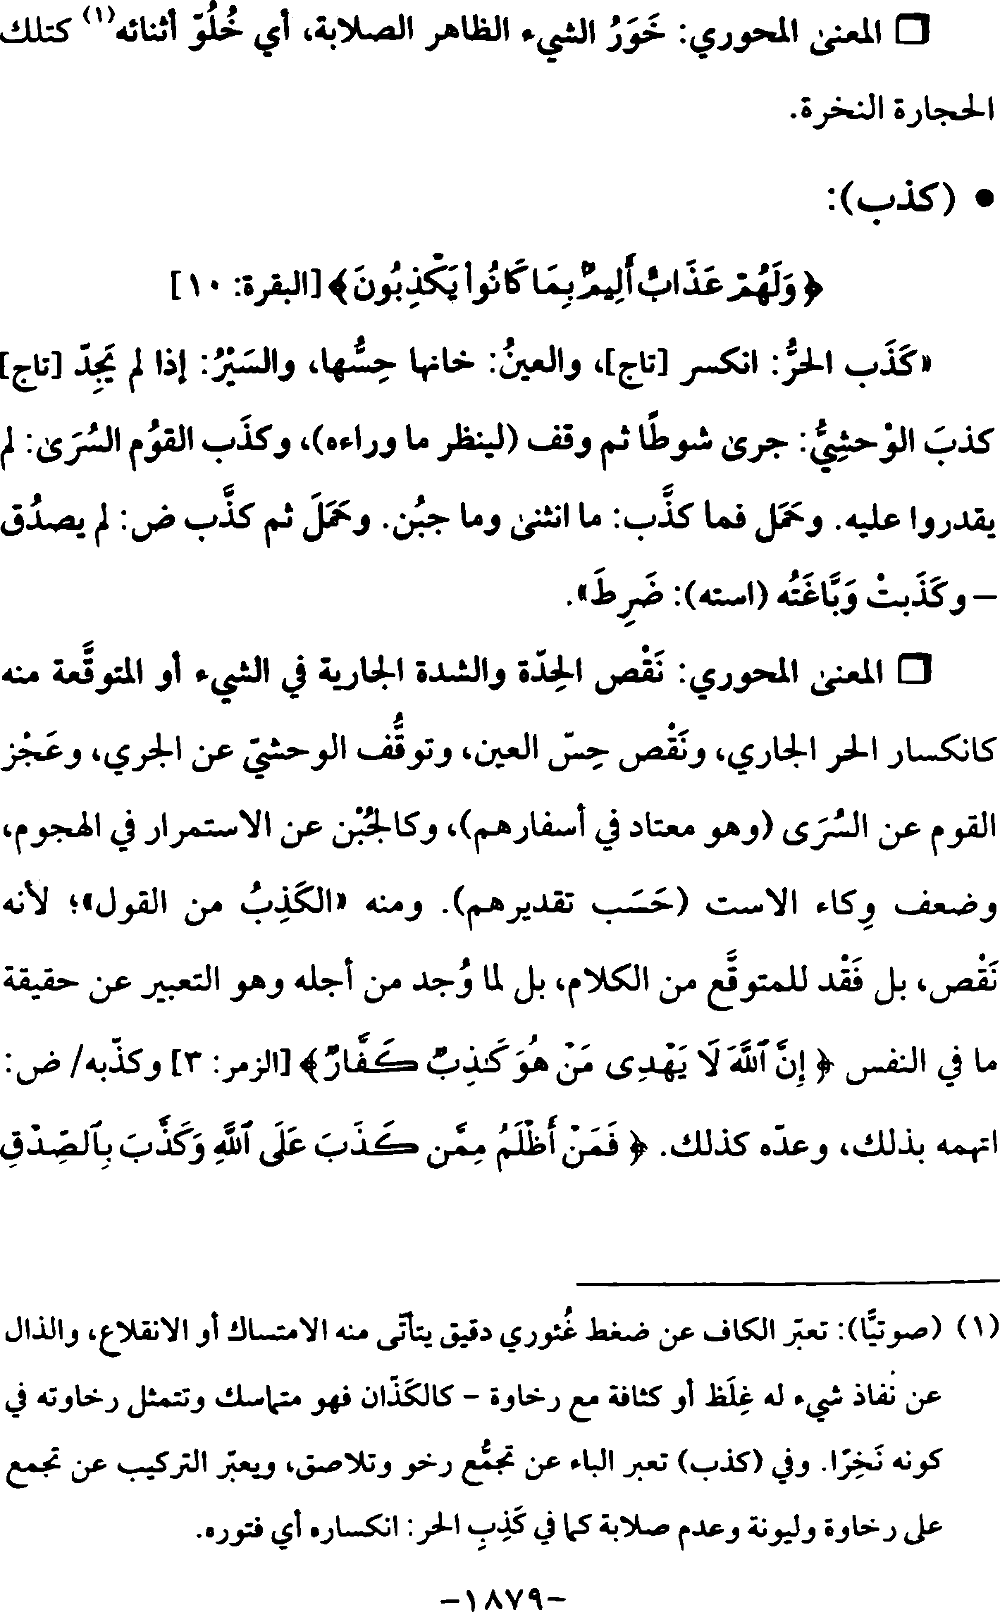 ❒ المعنى المحوري: خَوَرُ الشيء الظاهر الصلابة، أي خُلُوّ أثنائه(١) كتلك
الحجارة النخرة.
• (كذب):
﴿وَلَهُمْ عَذَابٌ أَلِيمٌ بِمَا كَانُوا يَكْذِبُونَ﴾ [البقرة: ١٠]
«كَذَب الحرُّ: انكسر [تاج]، والعينُ: خانها حِسُّها، والسَيْرُ: إذا لم يَجِدّ [تاج]
كذبَ الوْحشِيُّ: جرى شوطًا ثم وقف (لينظر ما وراءه)، وكذَب القوُم السُرَى: لم
يقدروا عليه. وحَمَل فما كذَّب: ما انثنى وما جبُن. وحَمَلَ ثم كذَّب ض: لم يصدُق
– وكَذَبتْ وَبَّاغَتُه (استه): ضَرِطَ».
❒ المعنى المحوري: نَقْص الحِدّة والشدة الجارية في الشيء أو المتوقَّعة منه
كانكسار الحر الجاري، ونَقْص حِسّ العين، وتوقُّف الوحشيّ عن الجري، وعَجْز
القوم عن السُرَى (وهو معتاد في أسفارهم)، وكالجُبْن عن الاستمرار في الهجوم،
وضعف وِكاء الاست (حَسَب تقديرهم). ومنه «الكَذِبُ من القول»؛ لأنه
نَقْص، بل فَقْد للمتوقَّع من الكلام، بل لما وُجد من أجله وهو التعبير عن حقيقة
ما في النفس ﴿إِنَّ ٱللَّهَ لَا يَهْدِى مَنْ هُوَ كَـٰذِبٌ كَفَّارٌ﴾ [الزمر: ٣] وكذّبه/ ض:
اتهمه بذلك، وعدّه كذلك. ﴿فَمَنْ أَظْلَمُ مِمَّن كَذَبَ عَلَى ٱللَّهِ وَكَذَّبَ بِٱلصِّدْقِ
(١) (صوتيًّا): تعبّر الكاف عن ضغط غُئوري دقيق يتأتّى منه الامتساك أو الانقلاع، والذال
عن نُفاذ شيء له غِلَظ أو كثافة مع رخاوة – كالكَذّان فهو متماسك وتتمثل رخاوته في
كونه نَخِرًا. وفي (كذب) تعبر الباء عن تجمُّع رخو وتلاصق، ويعبّر التركيب عن تجمع
على رخاوة وليونة وعدم صلابة كما في كَذِبِ الحر: انكساره أي فتوره.
-١٨٧٩-